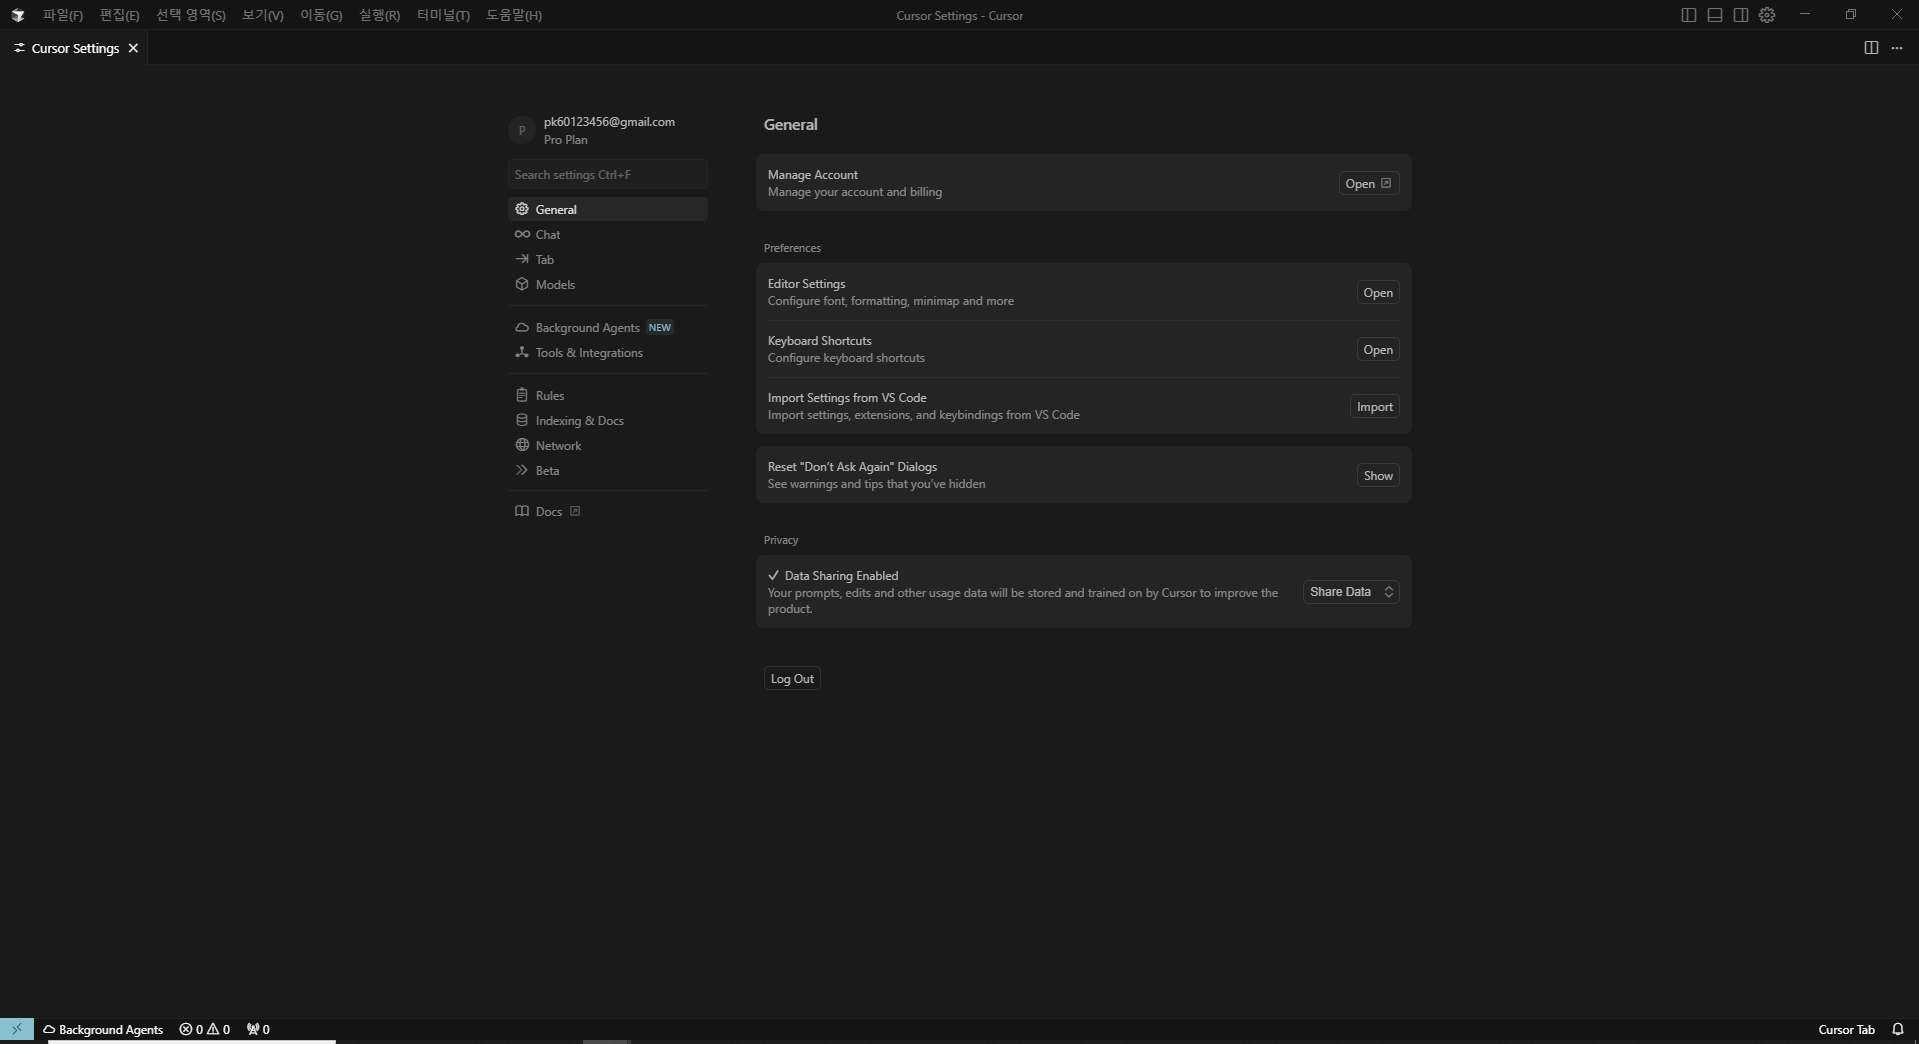 파일(F) 편집(E) 선택 영역(S) 보기(V) 이동(G) 실행(R) 터미널(T) 도움말(H)
Cursor Settings - Cursor
Cursor Settings
P
pk60123456@gmail.com
Pro Plan
Search settings Ctrl+F
General
Chat
Tab
Models
Background Agents NEW
Tools & Integrations
Rules
Indexing & Docs
Network
Beta
Docs
General
Manage Account
Manage your account and billing
Open
Preferences
Editor Settings
Configure font, formatting, minimap and more
Open
Keyboard Shortcuts
Configure keyboard shortcuts
Open
Import Settings from VS Code
Import settings, extensions, and keybindings from VS Code
Import
Reset "Don't Ask Again" Dialogs
See warnings and tips that you've hidden
Show
Privacy
Data Sharing Enabled
Your prompts, edits and other usage data will be stored and trained on by Cursor to improve the
product.
Share Data
Log Out
Background Agents 0 0 0
Cursor Tab